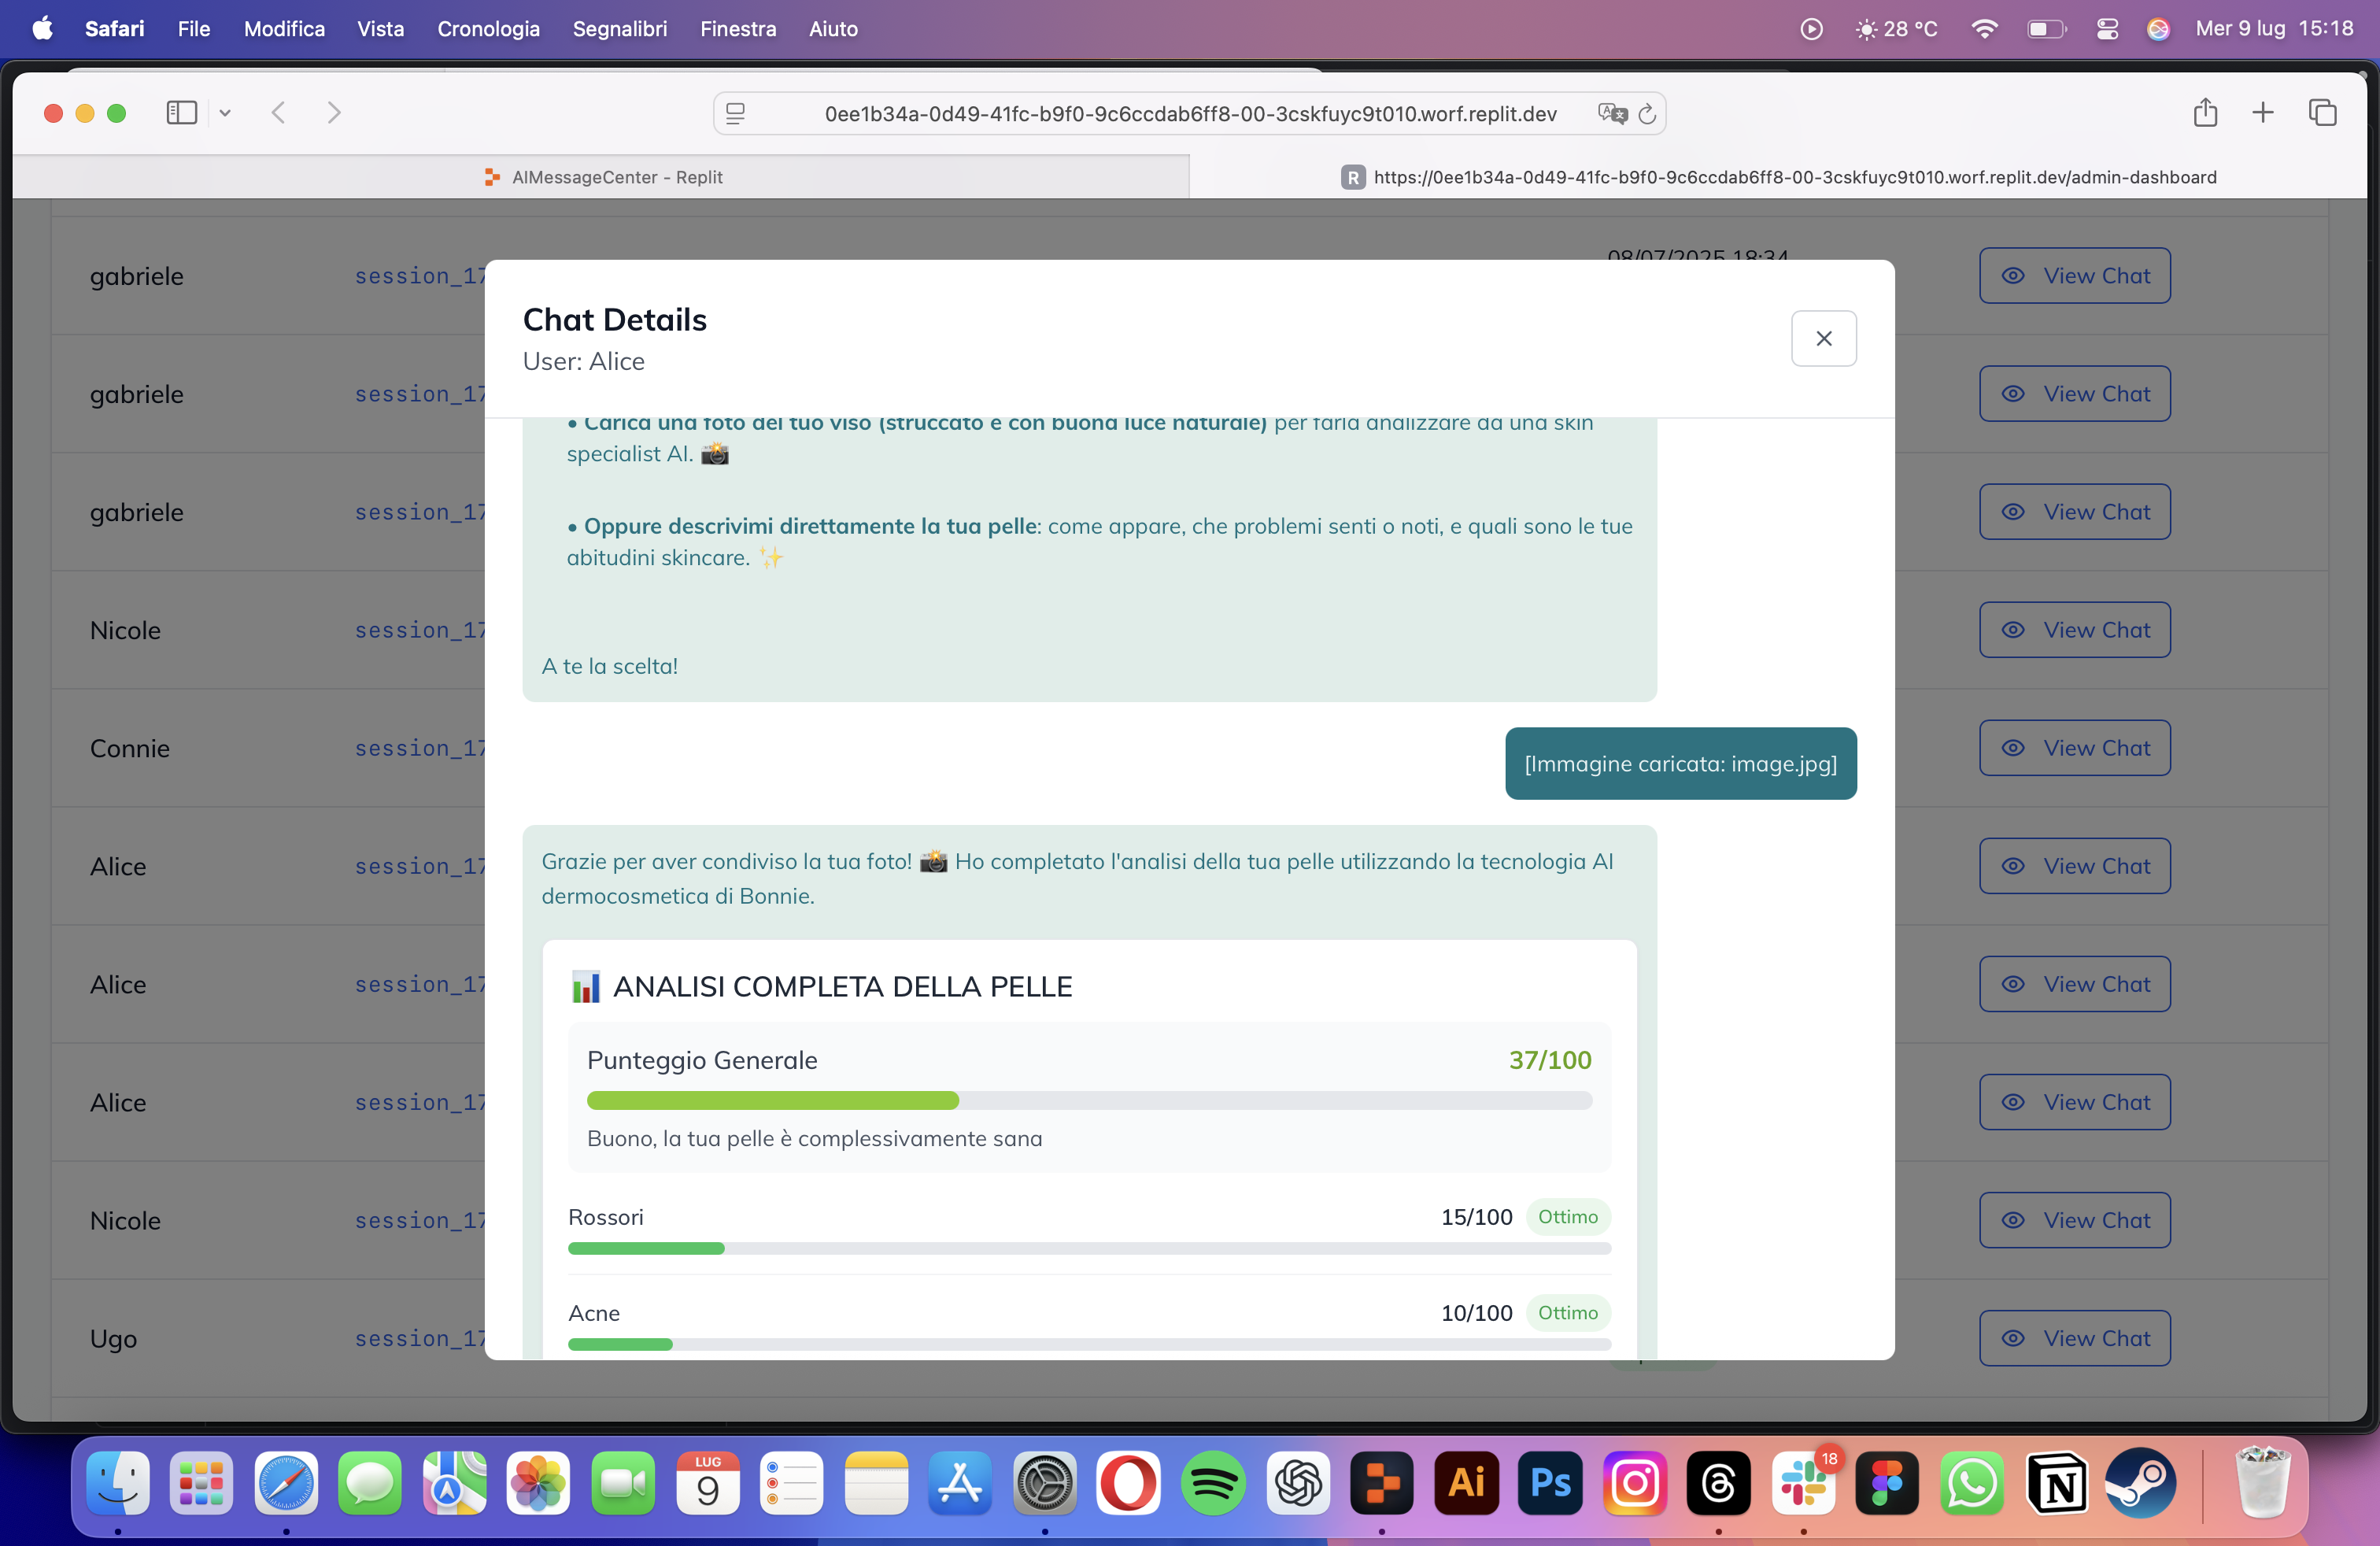 Safari File Modifica Vista Cronologia Segnalibri Finestra Aiuto 28 °C Mer 9 lug 15:18
0ee1b34a-0d49-41fc-b9f0-9c6ccdab6ff8-00-3cskfuyc9t010.worf.replit.dev
AIMessageCenter - Replit
R https://0ee1b34a-0d49-41fc-b9f0-9c6ccdab6ff8-00-3cskfuyc9t010.worf.replit.dev/admin-dashboard
08/07/2025 18:34
gabriele session_17 View Chat
Chat Details
User: Alice
gabriele session_17 View Chat
• Carica una foto del tuo viso (struccato e con buona luce naturale) per farla analizzare da una skin
specialist AI. 📸
gabriele session_17 View Chat
• Oppure descrivimi direttamente la tua pelle: come appare, che problemi senti o noti, e quali sono le tue
abitudini skincare. ✨
Nicole session_17 View Chat
A te la scelta!
Connie session_17 View Chat
[Immagine caricata: image.jpg]
Alice session_17 View Chat
Grazie per aver condiviso la tua foto! 📸 Ho completato l'analisi della tua pelle utilizzando la tecnologia AI
dermocosmetica di Bonnie.
Alice session_17 View Chat
📊 ANALISI COMPLETA DELLA PELLE
Punteggio Generale 37/100
Alice session_17 View Chat
Buono, la tua pelle è complessivamente sana
Nicole session_17 View Chat
Rossori 15/100 Ottimo
Acne 10/100 Ottimo
Ugo session_17 View Chat
LUG
9
Ai
Ps
18
N